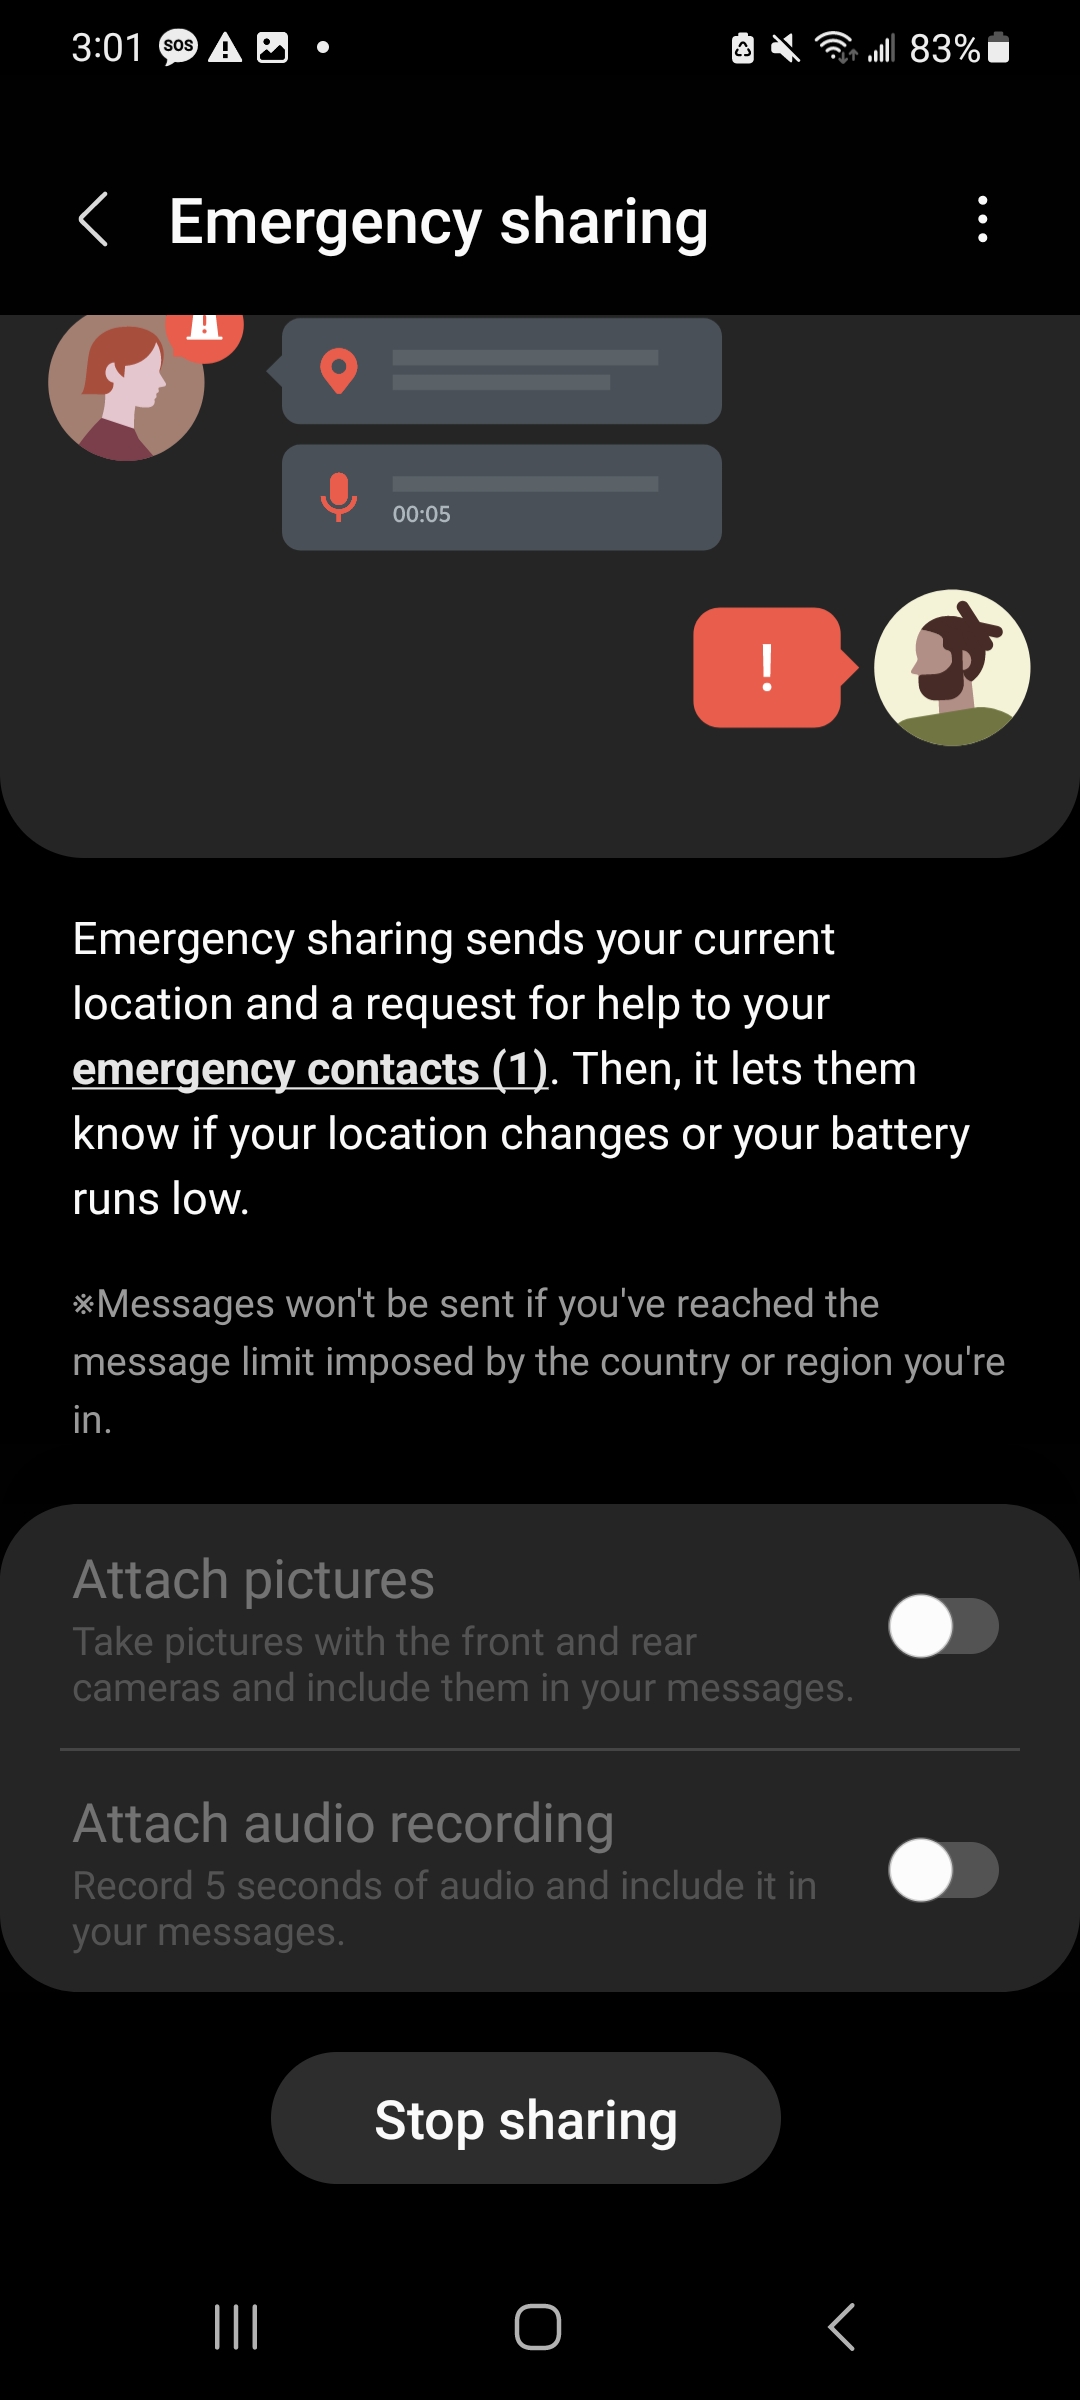 3:01 SOS 83%
Emergency sharing
00:05
!
Emergency sharing sends your current
location and a request for help to your
emergency contacts (1). Then, it lets them
know if your location changes or your battery
runs low.
※Messages won't be sent if you've reached the
message limit imposed by the country or region you're
in.
Attach pictures
Take pictures with the front and rear
cameras and include them in your messages.
Attach audio recording
Record 5 seconds of audio and include it in
your messages.
Stop sharing